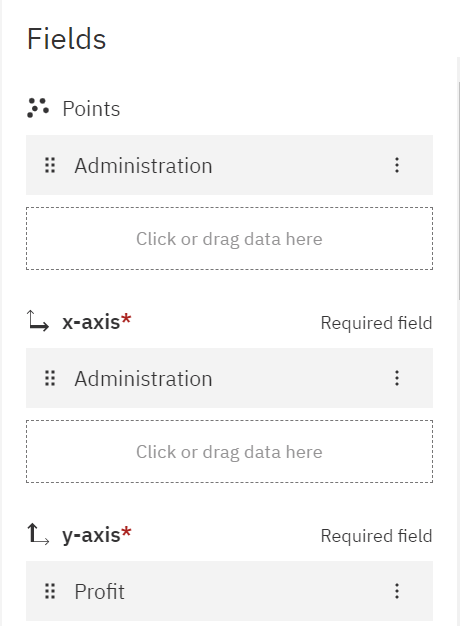 Fields
Points
Administration
Click or drag data here
x-axis* Required field
Administration
Click or drag data here
y-axis* Required field
Profit